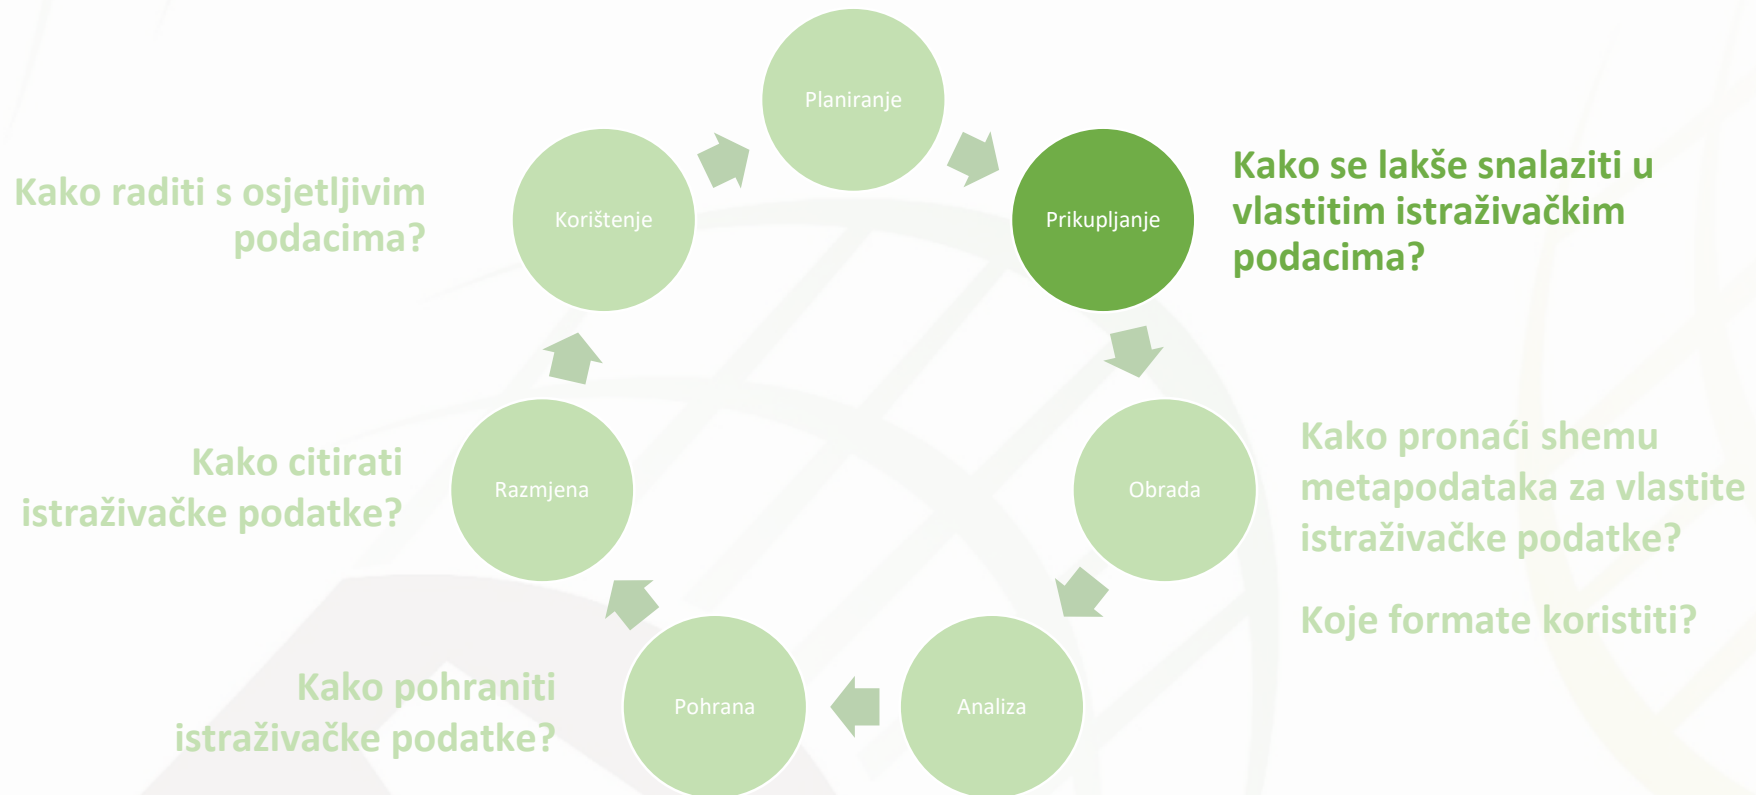 Planiranje
Prikupljanje
Kako se lakše snalaziti u
vlastitim istraživačkim
podacima?
Obrada
Kako pronaći shemu
metapodataka za vlastite
istraživačke podatke?
Koje formate koristiti?
Analiza
Pohrana
Kako pohraniti
istraživačke podatke?
Razmjena
Kako citirati
istraživačke podatke?
Korištenje
Kako raditi s osjetljivim
podacima?